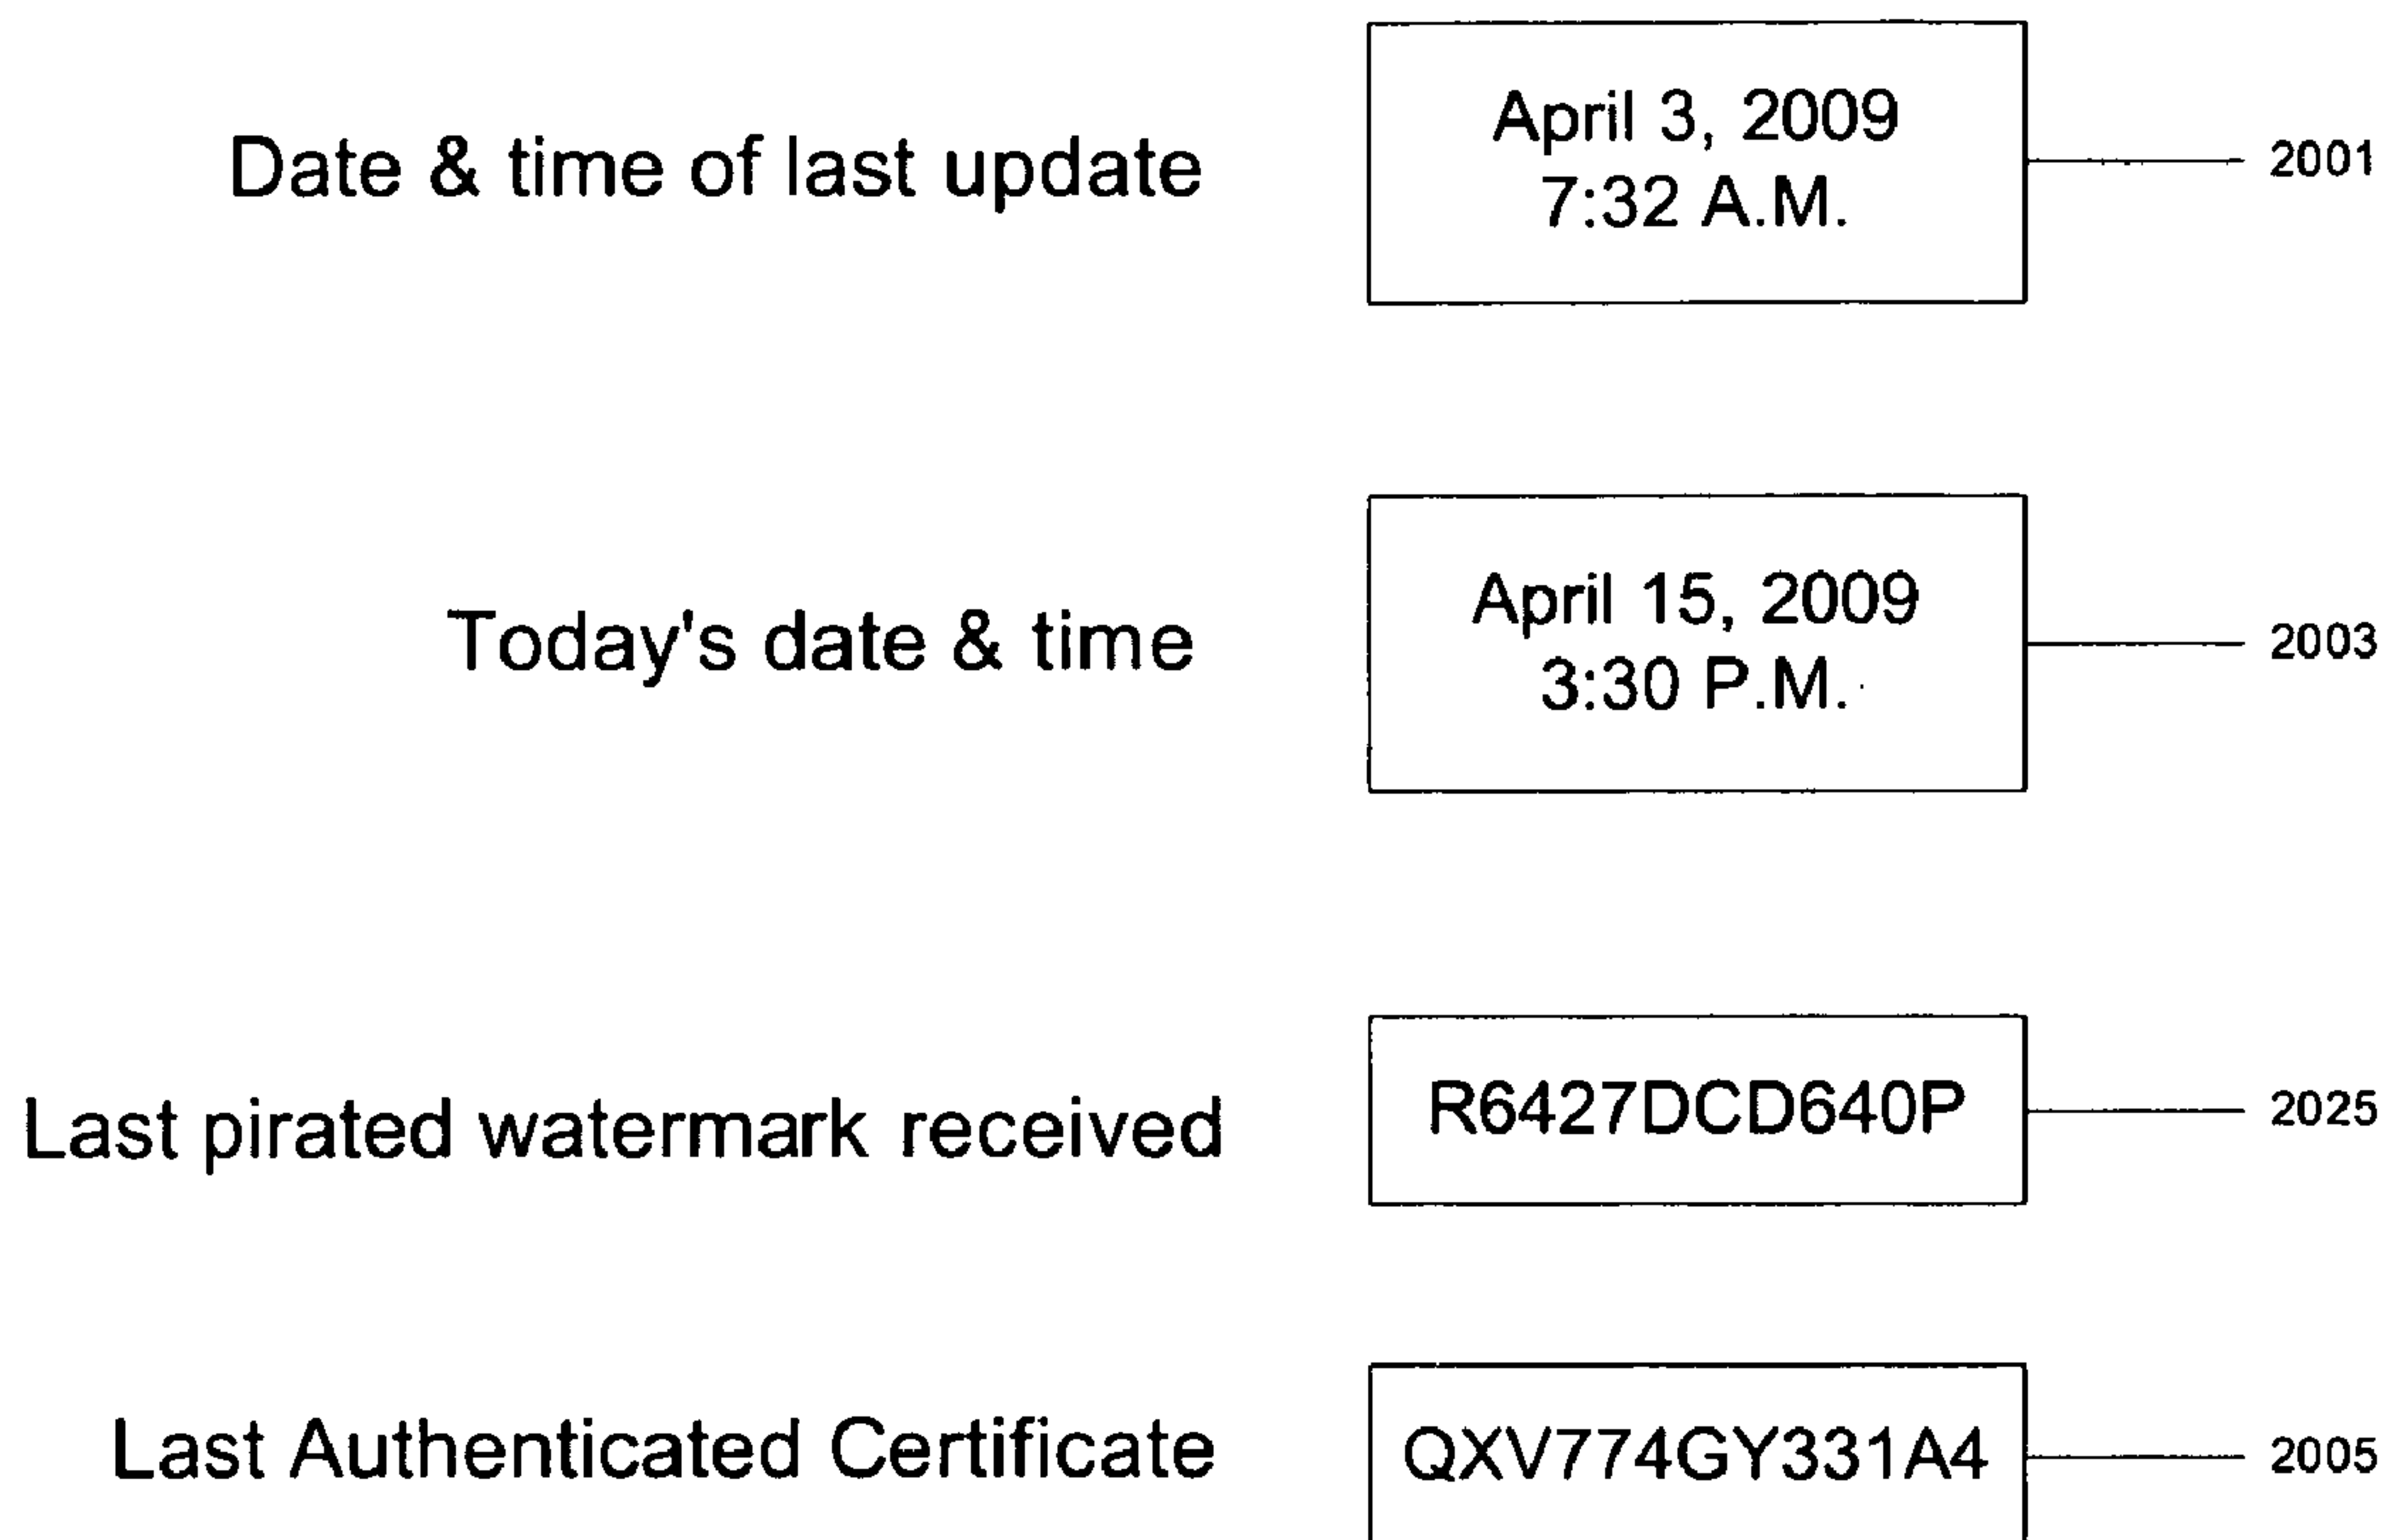 Date & time of last update
April 3, 2009
7:32 A.M.
2001
Today's date & time
April 15, 2009
3:30 P.M.
2003
Last pirated watermark received
R6427DCD640P
2025
Last Authenticated Certificate
QXV774GY331A4
2005